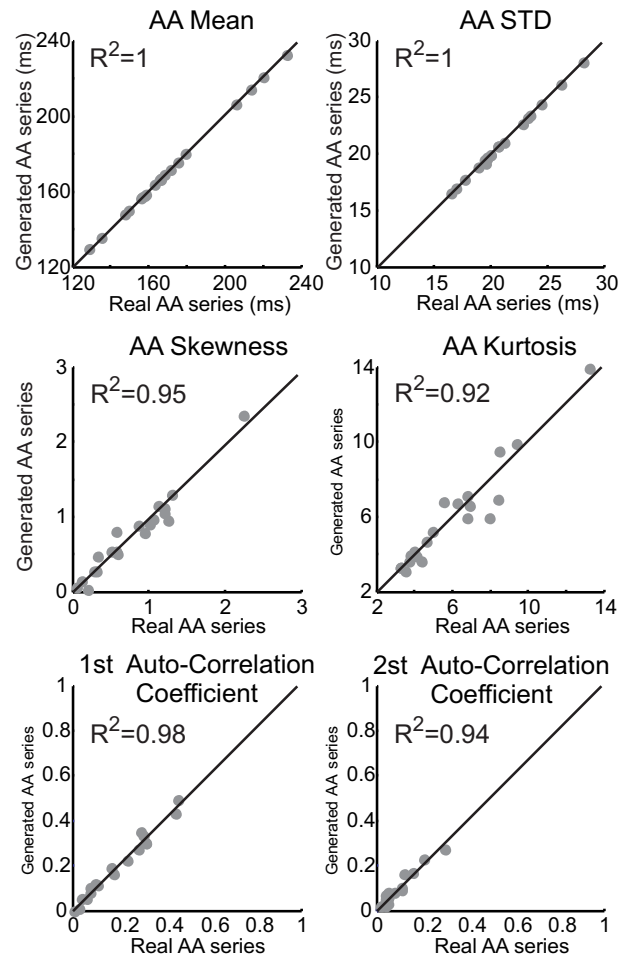 AA Mean
R²=1
Generated AA series (ms)
240
200
160
120
120
160
200
240
Real AA series (ms)
AA STD
R²=1
Generated AA series (ms)
30
25
20
15
10
10
15
20
25
30
Real AA series (ms)
AA Skewness
R²=0.95
Generated AA series
3
2
1
0
0
1
2
3
Real AA series
AA Kurtosis
R²=0.92
Generated AA series
14
10
6
2
2
6
10
14
Real AA series
1st Auto-Correlation
Coefficient
R²=0.98
Generated AA series
1
0.8
0.6
0.4
0.2
0
0
0.2
0.4
0.6
0.8
1
Real AA series
2st Auto-Correlation
Coefficient
R²=0.94
Generated AA series
1
0.8
0.6
0.4
0.2
0
0
0.2
0.4
0.6
0.8
1
Real AA series